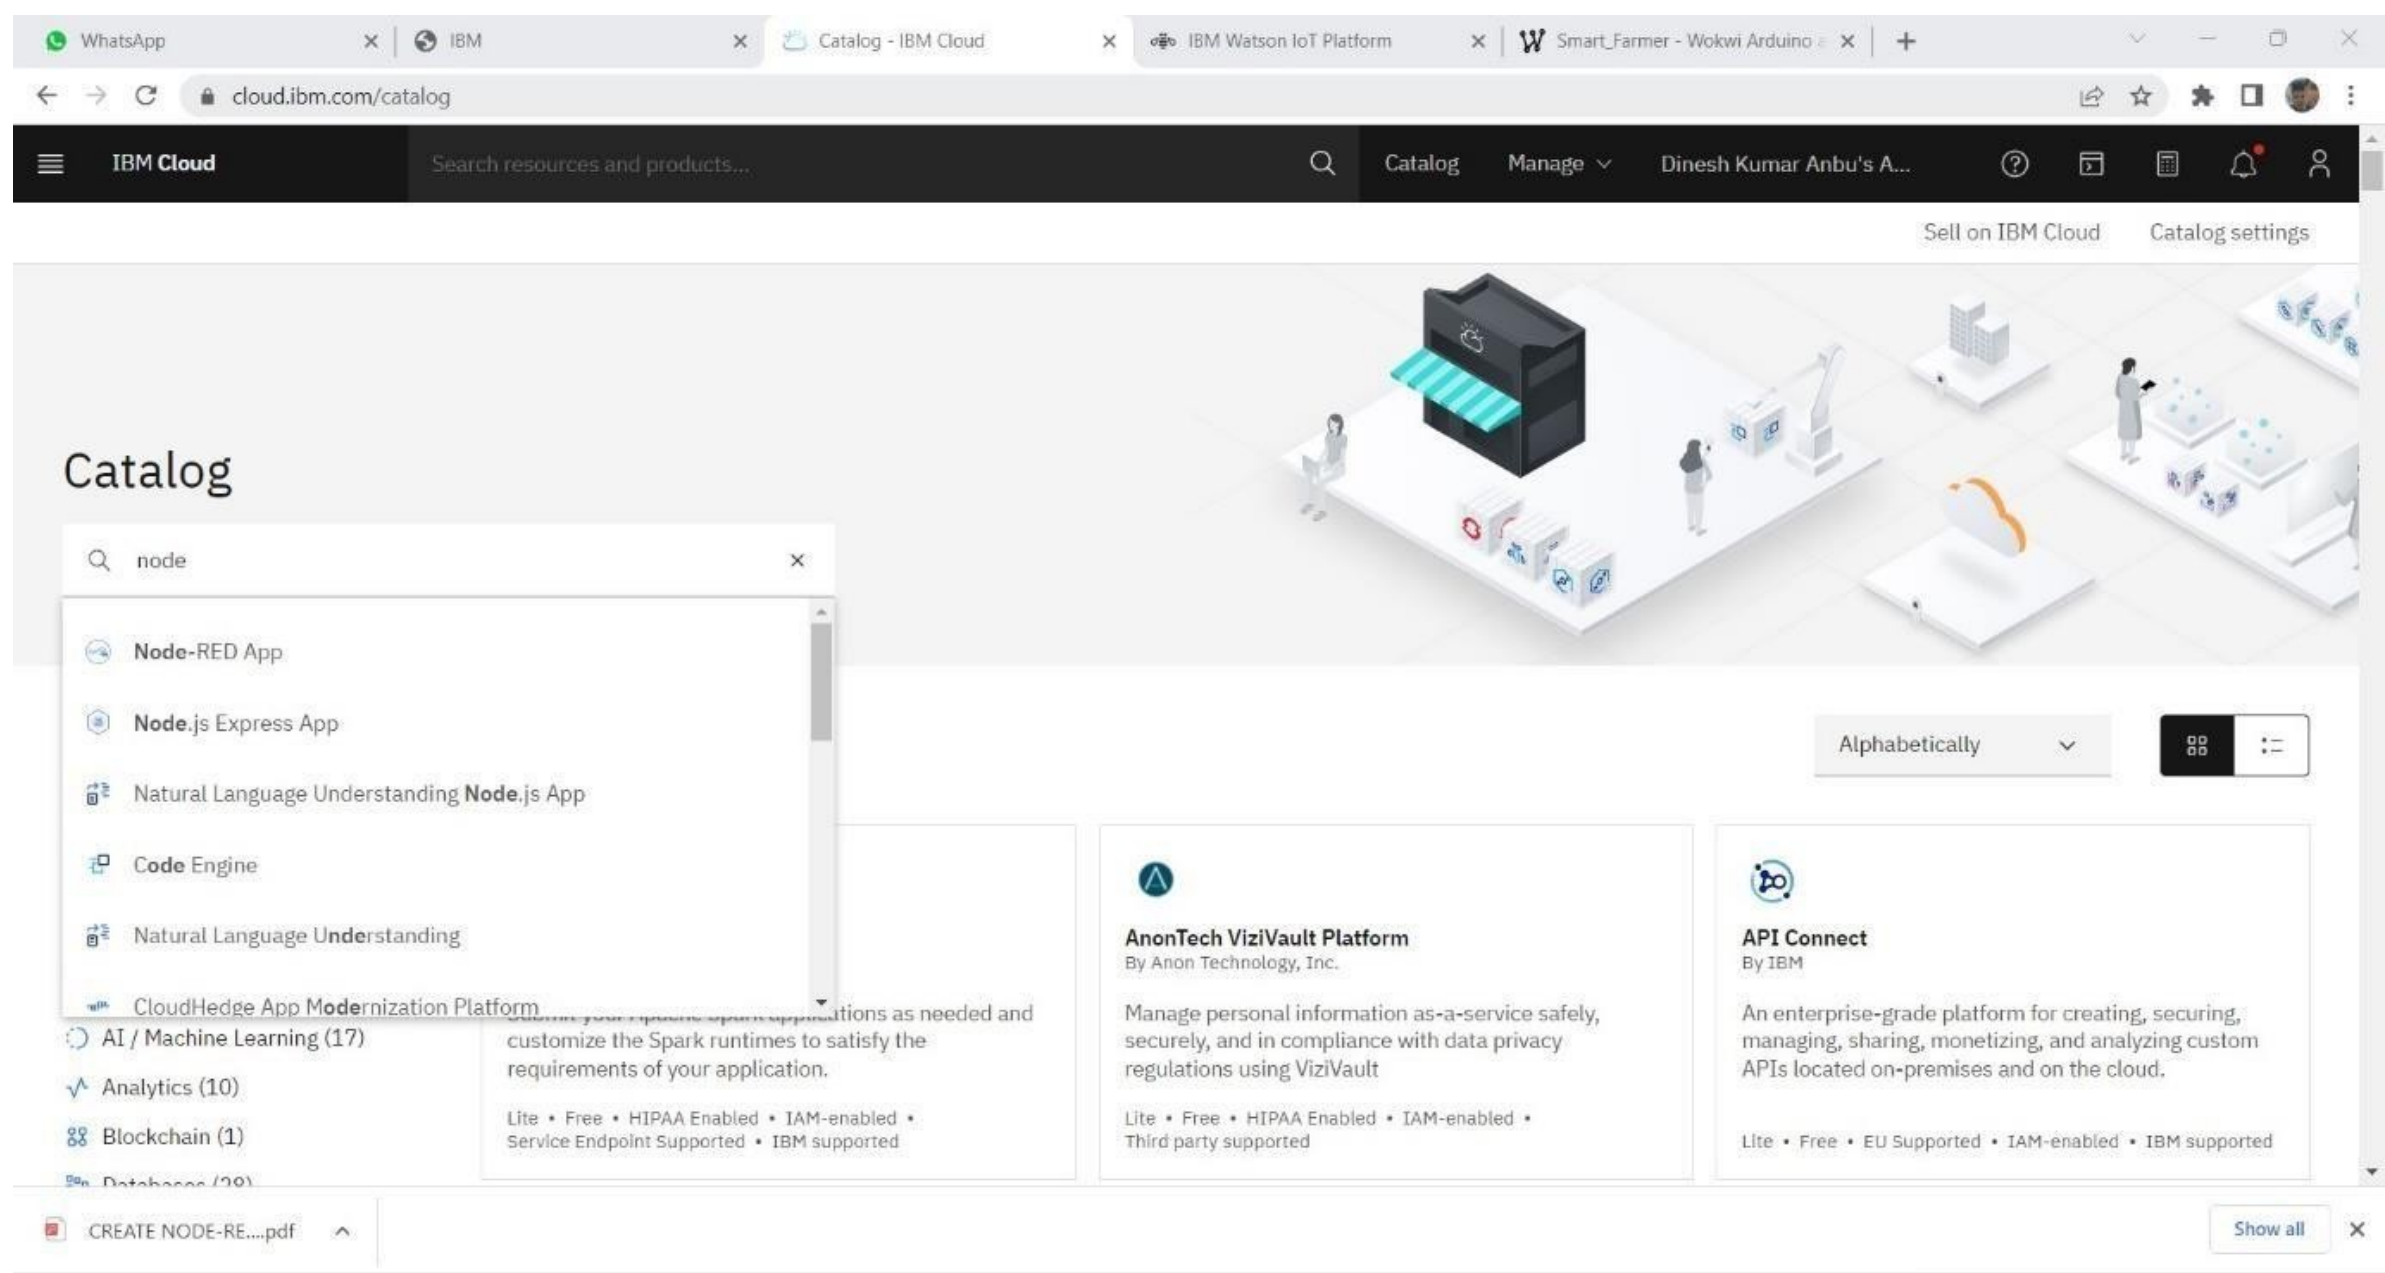 WhatsApp
IBM
Catalog - IBM Cloud
IBM Watson IoT Platform
Smart_Farmer - Wokwi Arduino
cloud.ibm.com/catalog
IBM Cloud
Search resources and products...
Catalog
Manage
Dinesh Kumar Anbu's A...
Sell on IBM Cloud
Catalog settings
Catalog
node
Node-RED App
Node.js Express App
Natural Language Understanding Node.js App
Code Engine
Natural Language Understanding
CloudHedge App Modernization Platform
Alphabetically
AI / Machine Learning (17)
Analytics (10)
Blockchain (1)
Databases (28)
Submit your Apache Spark applications as needed and
customize the Spark runtimes to satisfy the
requirements of your application.
Lite • Free • HIPAA Enabled • IAM-enabled •
Service Endpoint Supported • IBM supported
AnonTech ViziVault Platform
By Anon Technology, Inc.
Manage personal information as-a-service safely,
securely, and in compliance with data privacy
regulations using ViziVault
Lite • Free • HIPAA Enabled • IAM-enabled •
Third party supported
API Connect
By IBM
An enterprise-grade platform for creating, securing,
managing, sharing, monetizing, and analyzing custom
APIs located on-premises and on the cloud.
Lite • Free • EU Supported • IAM-enabled • IBM supported
CREATE NODE-RE....pdf
Show all